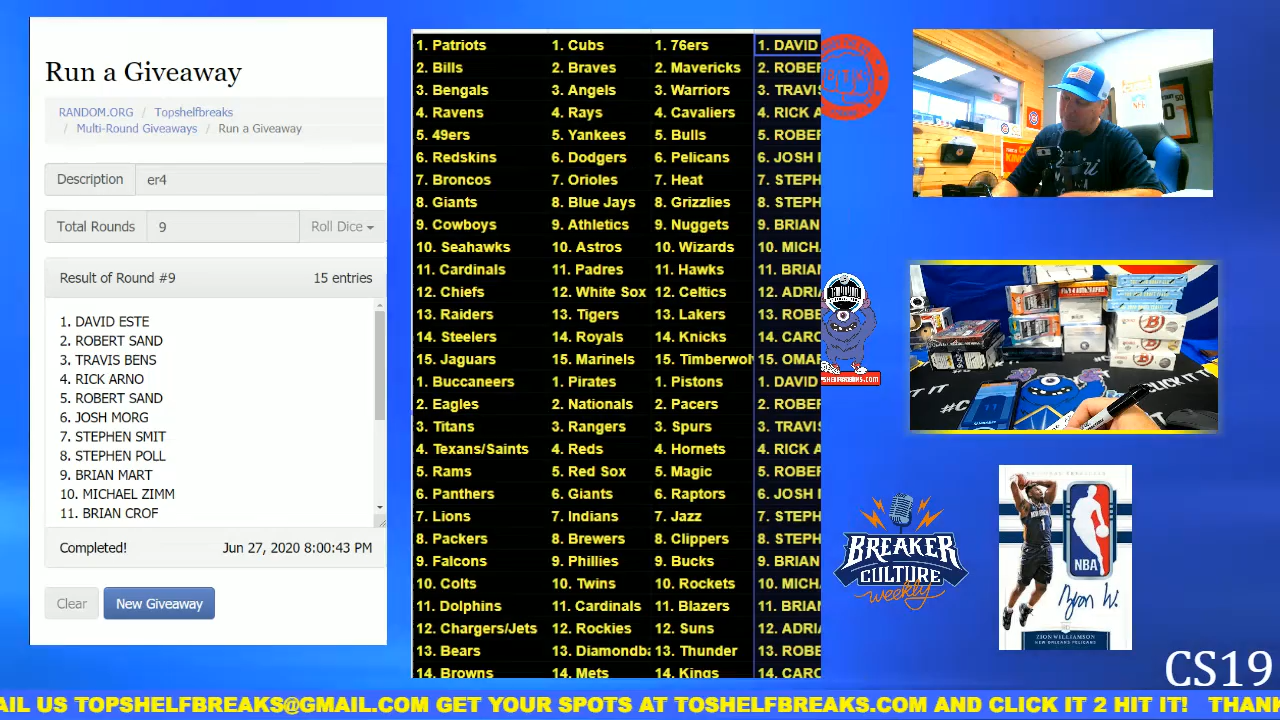 Run a Giveaway
RANDOM.ORG / Topshelfbreaks
/ Multi-Round Giveaways / Run a Giveaway
Description er4
Total Rounds 9 Roll Dice
Result of Round #9 15 entries
1. DAVID ESTE
2. ROBERT SAND
3. TRAVIS BENS
4. RICK ARNO
5. ROBERT SAND
6. JOSH MORG
7. STEPHEN SMIT
8. STEPHEN POLL
9. BRIAN MART
10. MICHAEL ZIMM
11. BRIAN CROF
Completed! Jun 27, 2020 8:00:43 PM
Clear New Giveaway
1. Patriots 1. Cubs 1. 76ers 1. DAVID
2. Bills 2. Braves 2. Mavericks 2. ROBER
3. Bengals 3. Angels 3. Warriors 3. TRAVIS
4. Ravens 4. Rays 4. Cavaliers 4. RICK A
5. 49ers 5. Yankees 5. Bulls 5. ROBER
6. Redskins 6. Dodgers 6. Pelicans 6. JOSH
7. Broncos 7. Orioles 7. Heat 7. STEPH
8. Giants 8. Blue Jays 8. Grizzlies 8. STEPH
9. Cowboys 9. Athletics 9. Nuggets 9. BRIAN
10. Seahawks 10. Astros 10. Wizards 10. MICH
11. Cardinals 11. Padres 11. Hawks 11. BRIAN
12. Chiefs 12. White Sox 12. Celtics 12. ADRI
13. Raiders 13. Tigers 13. Lakers 13. ROBE
14. Steelers 14. Royals 14. Knicks 14. CARO
15. Jaguars 15. Marinels 15. Timberwol 15. OMAR
1. Buccaneers 1. Pirates 1. Pistons 1. DAVID
2. Eagles 2. Nationals 2. Pacers 2. ROBER
3. Titans 3. Rangers 3. Spurs 3. TRAVIS
4. Texans/Saints 4. Reds 4. Hornets 4. RICK A
5. Rams 5. Red Sox 5. Magic 5. ROBER
6. Panthers 6. Giants 6. Raptors 6. JOSH
7. Lions 7. Indians 7. Jazz 7. STEPH
8. Packers 8. Brewers 8. Clippers 8. STEPH
9. Falcons 9. Phillies 9. Bucks 9. BRIAN
10. Colts 10. Twins 10. Rockets 10. MICH
11. Dolphins 11. Cardinals 11. Blazers 11. BRIAN
12. Chargers/Jets 12. Rockies 12. Suns 12. ADRI
13. Bears 13. Diamondba 13. Thunder 13. ROBE
14. Browns 14. Mets 14. Kings 14. CARO
BREAKER
CULTURE
weekly
NBA
ZION WILLIAMSON
NEW ORLEANS PELICANS
CS19
AIL US TOPSHELFBREAKS@GMAIL.COM GET YOUR SPOTS AT TOSHELFBREAKS.COM AND CLICK IT 2 HIT IT! THAN